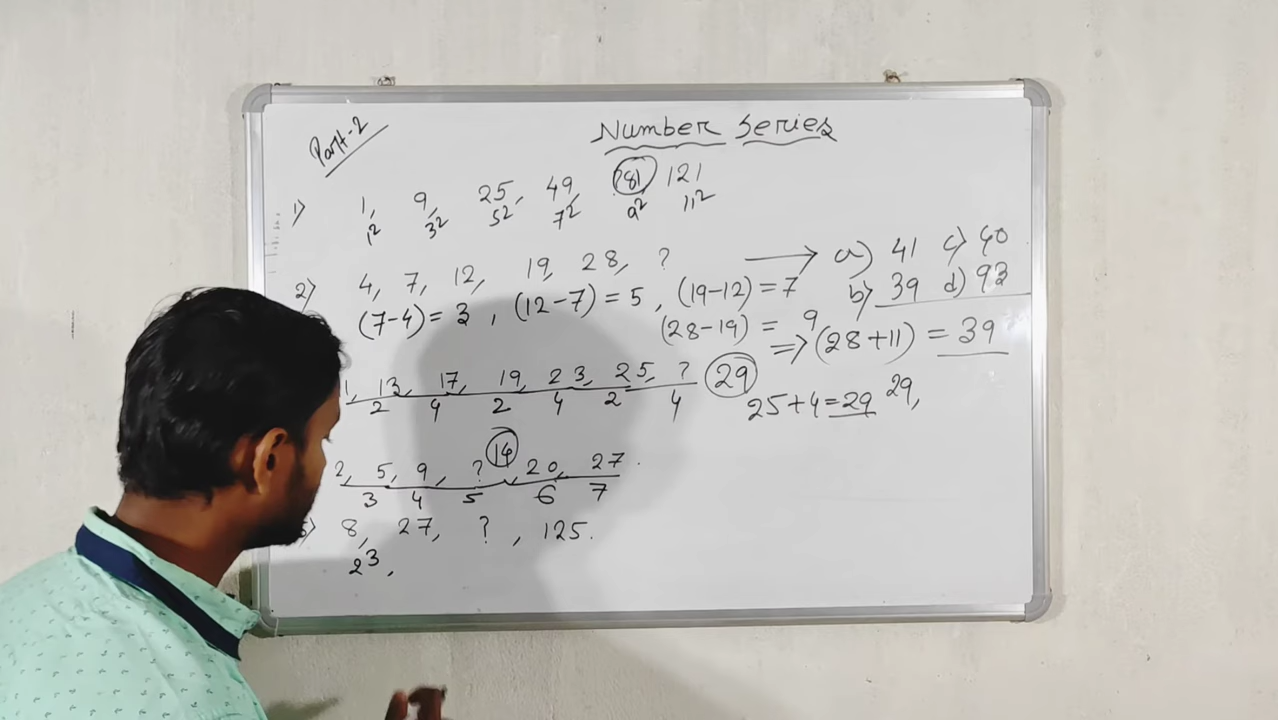 Part-2
Number Series
1) 1, 9, 25, 49, 81 121
1² 3² 5² 7² 9² 11²
2) 4, 7, 12, 19, 28, ? → a) 41 c) 40
b) 39 d) 93
(7-4) = 3, (12-7) = 5, (19-12) = 7
(28-19) = 9
=> (28+11) = 39
1, 13, 17, 19, 23, 25, ? 29
2 4 2 4 2 4
25+4=29 29,
2, 5, 9, ? 14, 20, 27.
3 4 5 6 7
5) 8, 27, ?, 125.
2³,